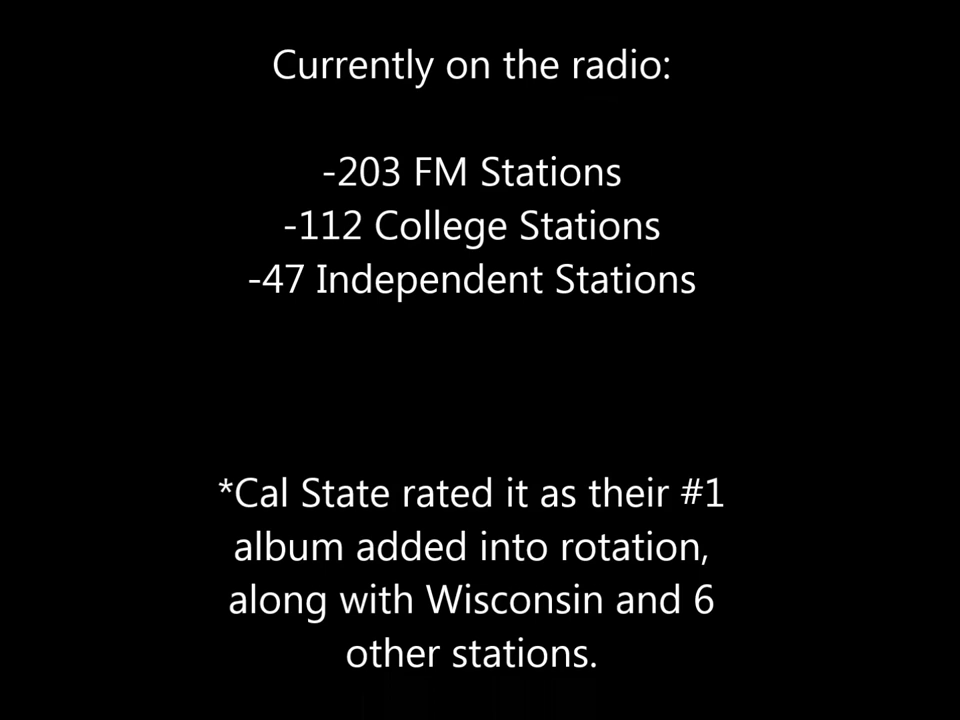 Currently on the radio:
-203 FM Stations
-112 College Stations
-47 Independent Stations
*Cal State rated it as their #1
album added into rotation,
along with Wisconsin and 6
other stations.